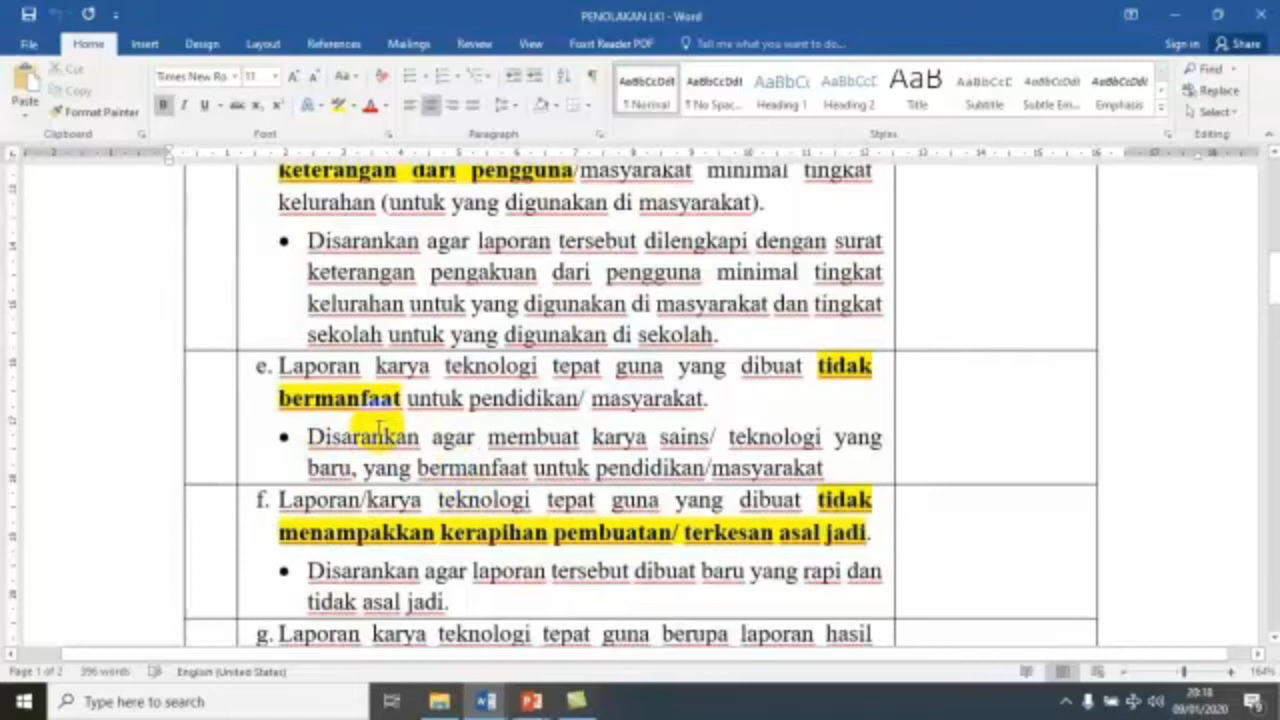 PENOLAKAN LKI - Word
File Home Insert Design Layout References Mailings Review View Foxit Reader PDF Tell me what you want to do... Sign in Share
Paste
Cut
Copy
Format Painter
Times New Ro 11
AaBbCcDdI AaBbCcDdI AaBbCc AaBbCcE AaB AaBbCcC AaBbCcDd AaBbCcDd
¶ Normal ¶ No Spac... Heading 1 Heading 2 Title Subtitle Subtle Em... Emphasis
Find
Replace
Select
Clipboard Font Paragraph Styles Editing
keterangan dari pengguna/masyarakat minimal tingkat
kelurahan (untuk yang digunakan di masyarakat).
• Disarankan agar laporan tersebut dilengkapi dengan surat
keterangan pengakuan dari pengguna minimal tingkat
kelurahan untuk yang digunakan di masyarakat dan tingkat
sekolah untuk yang digunakan di sekolah.
e. Laporan karya teknologi tepat guna yang dibuat tidak
bermanfaat untuk pendidikan/ masyarakat.
• Disarankan agar membuat karya sains/ teknologi yang
baru, yang bermanfaat untuk pendidikan/masyarakat
f. Laporan/karya teknologi tepat guna yang dibuat tidak
menampakkan kerapihan pembuatan/ terkesan asal jadi.
• Disarankan agar laporan tersebut dibuat baru yang rapi dan
tidak asal jadi.
g. Laporan karya teknologi tepat guna berupa laporan hasil
Page 1 of 2 396 words English (United States) 164%
Type here to search
20:18
09/01/2020